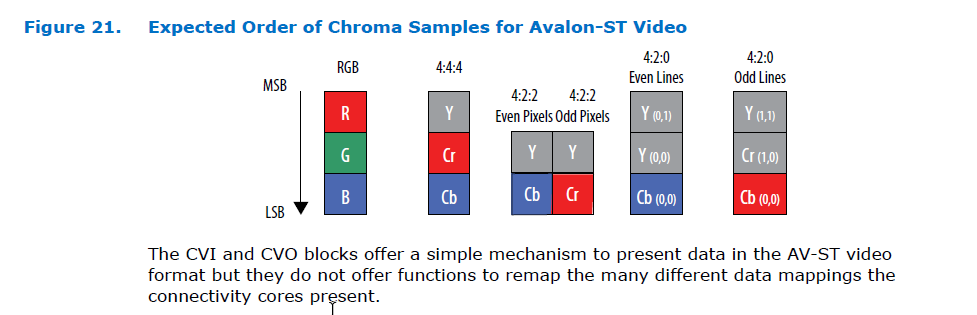 Figure 21. Expected Order of Chroma Samples for Avalon-ST Video
RGB
4:4:4
4:2:2
Even Pixels
4:2:2
Odd Pixels
4:2:0
Even Lines
4:2:0
Odd Lines
MSB
LSB
R
G
B
Y
Cr
Cb
Y
Cb
Y
Cr
Y (0,1)
Y (0,0)
Cb (0,0)
Y (1,1)
Cr (1,0)
Cb (0,0)
The CVI and CVO blocks offer a simple mechanism to present data in the AV-ST video
format but they do not offer functions to remap the many different data mappings the
connectivity cores present.